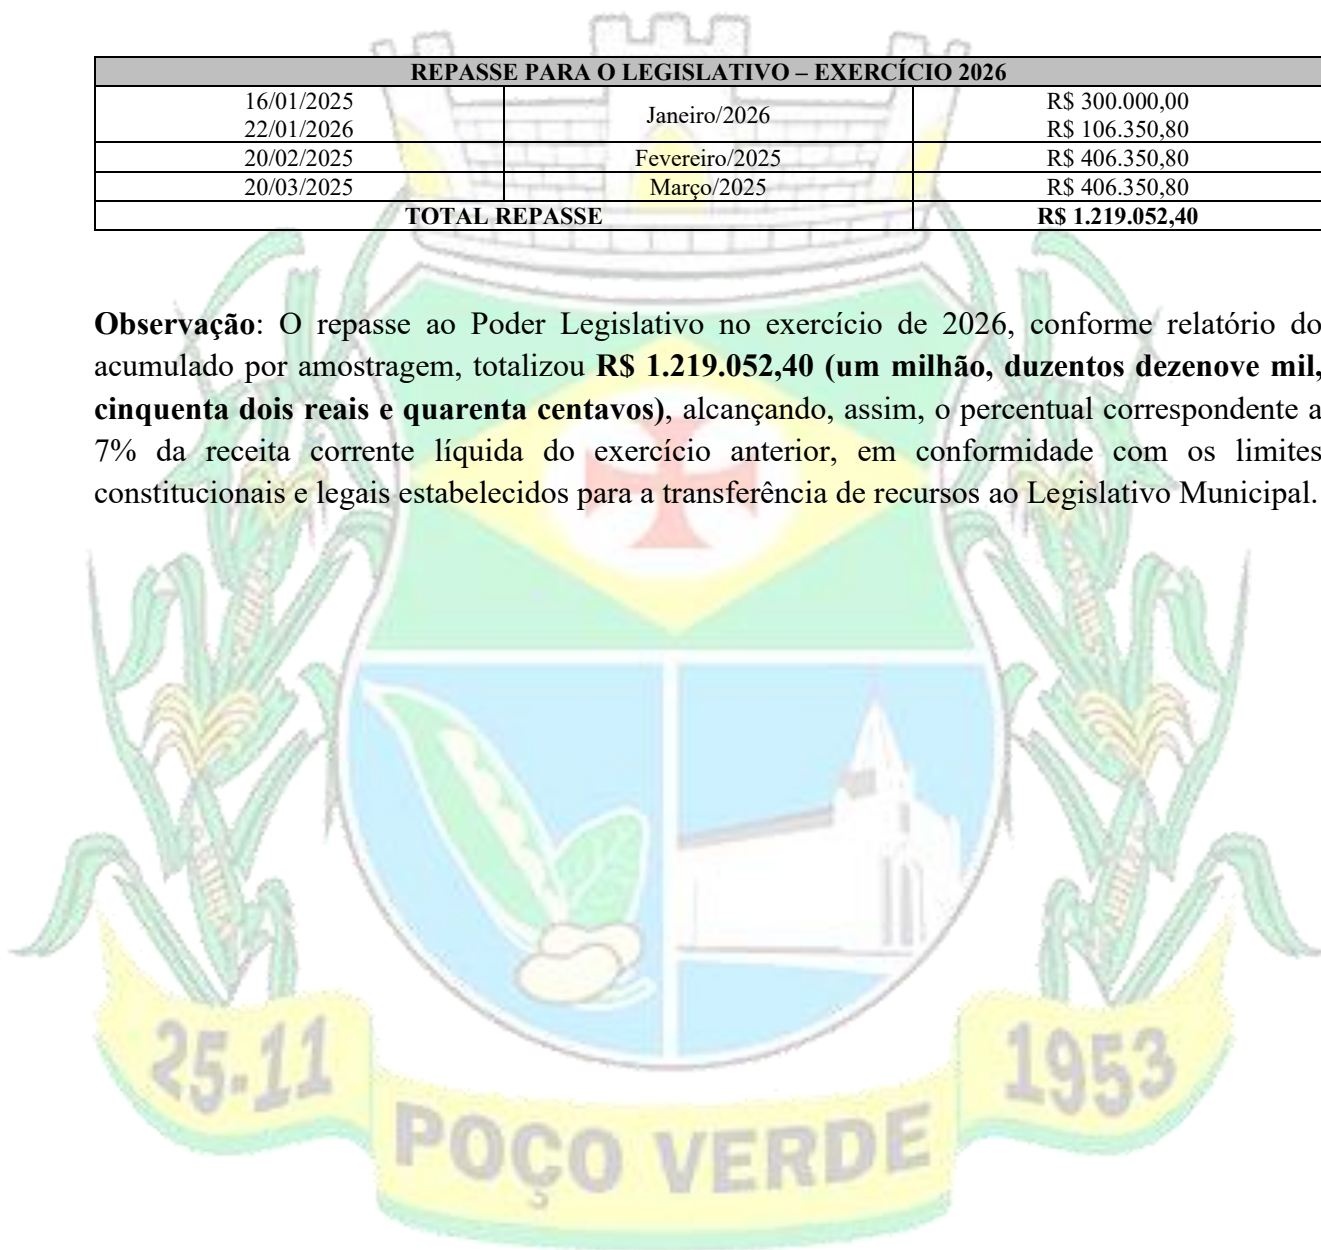 REPASSE PARA O LEGISLATIVO – EXERCÍCIO 2026
16/01/2025
22/01/2026
Janeiro/2026
R$ 300.000,00
R$ 106.350,80
20/02/2025 Fevereiro/2025 R$ 406.350,80
20/03/2025 Março/2025 R$ 406.350,80
TOTAL REPASSE R$ 1.219.052,40
Observação: O repasse ao Poder Legislativo no exercício de 2026, conforme relatório do
acumulado por amostragem, totalizou R$ 1.219.052,40 (um milhão, duzentos dezenove mil,
cinquenta dois reais e quarenta centavos), alcançando, assim, o percentual correspondente a
7% da receita corrente líquida do exercício anterior, em conformidade com os limites
constitucionais e legais estabelecidos para a transferência de recursos ao Legislativo Municipal.
25-11
1953
POÇO VERDE